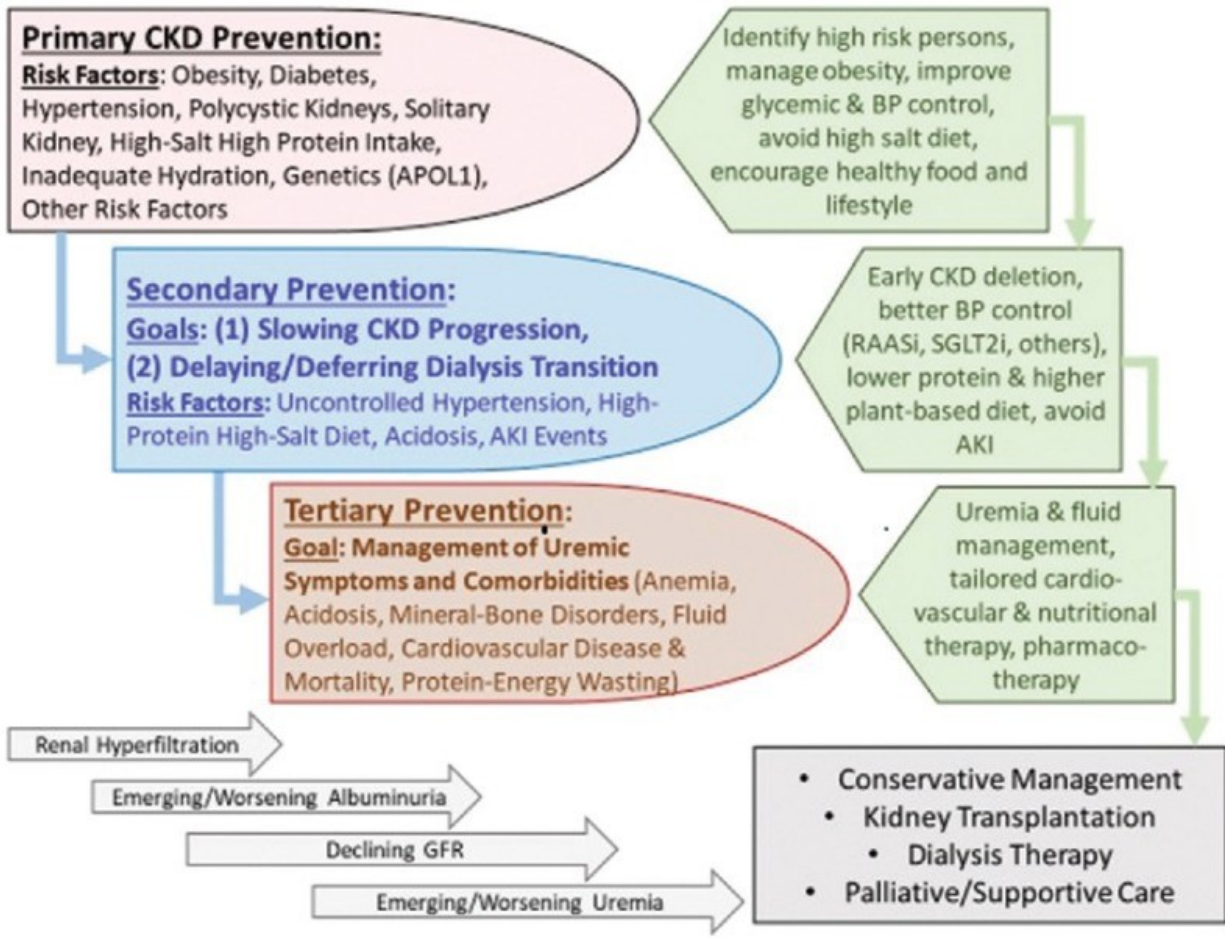 Primary CKD Prevention:
Risk Factors: Obesity, Diabetes,
Hypertension, Polycystic Kidneys, Solitary
Kidney, High-Salt High Protein Intake,
Inadequate Hydration, Genetics (APOL1),
Other Risk Factors
Identify high risk persons,
manage obesity, improve
glycemic & BP control,
avoid high salt diet,
encourage healthy food and
lifestyle
Secondary Prevention:
Goals: (1) Slowing CKD Progression,
(2) Delaying/Deferring Dialysis Transition
Risk Factors: Uncontrolled Hypertension, High-
Protein High-Salt Diet, Acidosis, AKI Events
Early CKD deletion,
better BP control
(RAASi, SGLT2i, others),
lower protein & higher
plant-based diet, avoid
AKI
Tertiary Prevention:
Goal: Management of Uremic
Symptoms and Comorbidities (Anemia,
Acidosis, Mineral-Bone Disorders, Fluid
Overload, Cardiovascular Disease &
Mortality, Protein-Energy Wasting)
Uremia & fluid
management,
tailored cardio-
vascular & nutritional
therapy, pharmaco-
therapy
Renal Hyperfiltration
Emerging/Worsening Albuminuria
Declining GFR
Emerging/Worsening Uremia
• Conservative Management
• Kidney Transplantation
• Dialysis Therapy
• Palliative/Supportive Care